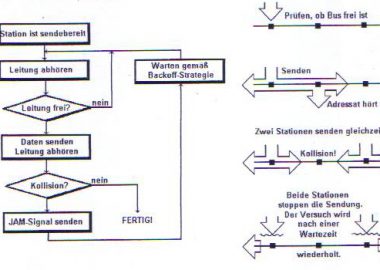 Station ist sendebereit
Leitung abhören
Warten gemäß
Backoff-Strategie
Leitung frei?
nein
Daten senden
Leitung abhören
Kollision?
nein
JAM-Signal senden
FERTIG!
Prüfen, ob Bus frei ist
Senden
Adressat hört
Zwei Stationen senden gleichzei
Kollision!
Beide Stationen
stoppen die Sendung.
Der Versuch wird
nach einer
Wartezeit
wiederholt.